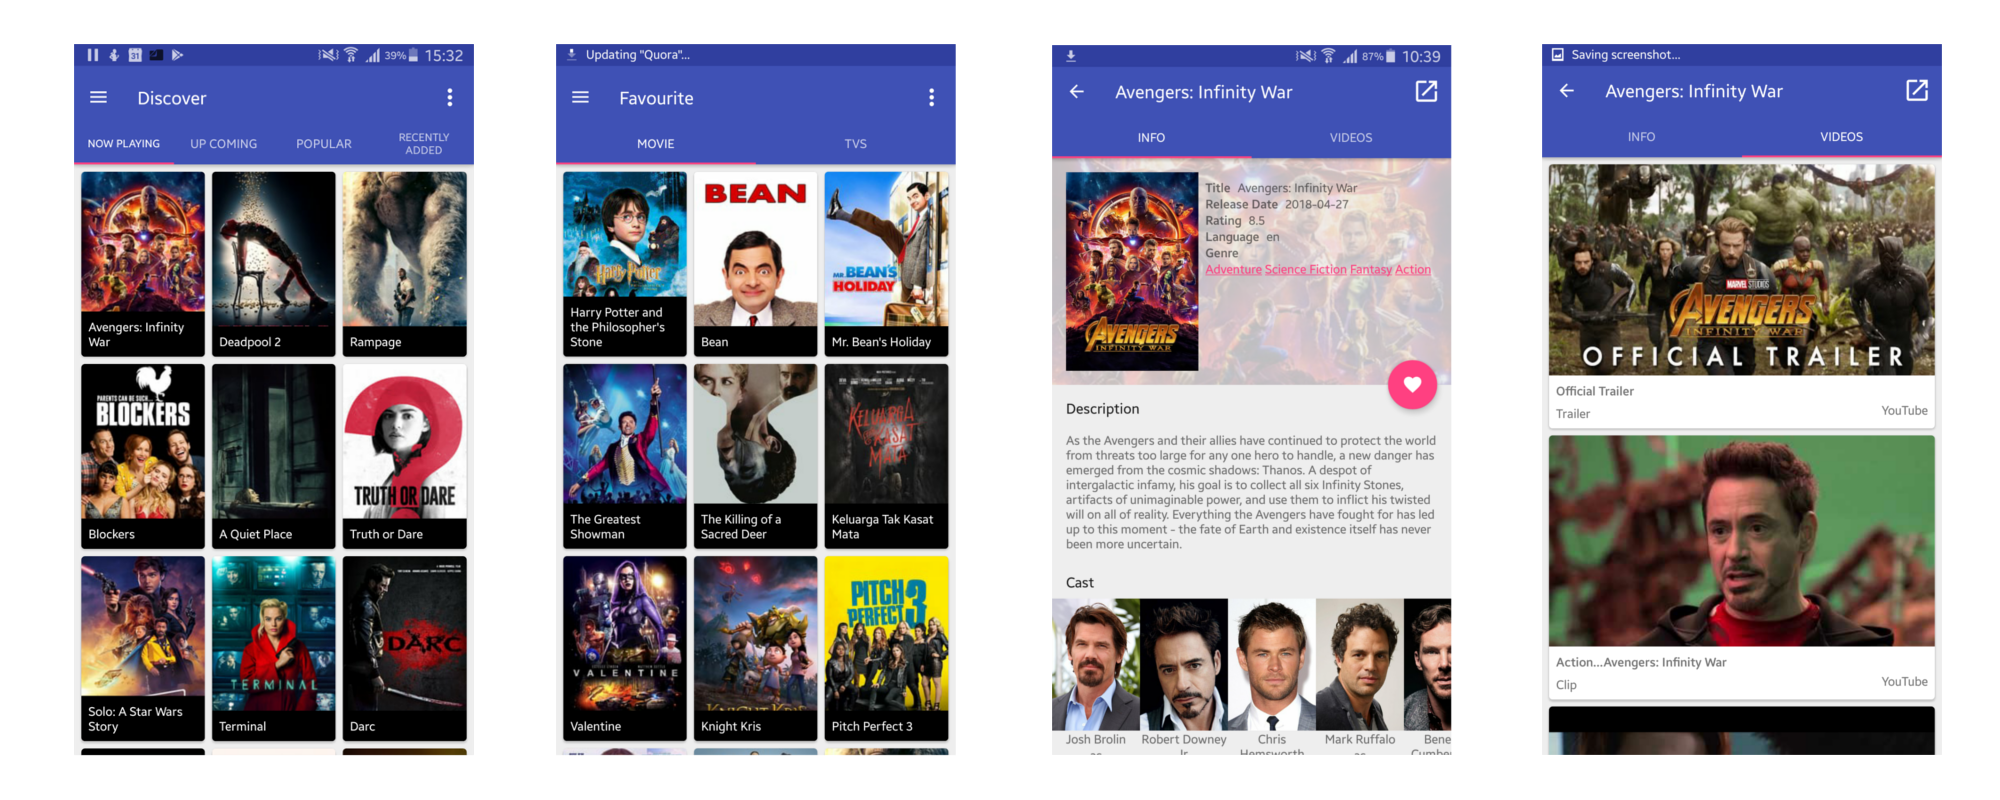 39% 15:32
Discover
NOW PLAYING UP COMING POPULAR RECENTLY ADDED
Avengers: Infinity War
Deadpool 2
Rampage
PARENTS CAN BE SUCH...
BLOCKERS
TRUTH OR DARE
Blockers
A Quiet Place
Truth or Dare
TERMINAL
DARC
Solo: A Star Wars Story
Terminal
Darc
Updating "Quora"...
Favourite
MOVIE TVS
Harry Potter
BEAN
MR. BEAN'S
HOLIDAY
Harry Potter and
the Philosopher's
Stone
Bean
Mr. Bean's Holiday
KELUARGA
TAK KASAT
MATA
The Greatest
Showman
The Killing of a
Sacred Deer
Keluarga Tak Kasat
Mata
VALENTINE
KNIGHT KRIS
PITCH
PERFECT 3
Valentine
Knight Kris
Pitch Perfect 3
87% 10:39
Avengers: Infinity War
INFO VIDEOS
Title Avengers: Infinity War
Release Date 2018-04-27
Rating 8.5
Language en
Genre
Adventure Science Fiction Fantasy Action
AVENGERS
INFINITY WAR
Description
As the Avengers and their allies have continued to protect the world
from threats too large for any one hero to handle, a new danger has
emerged from the cosmic shadows: Thanos. A despot of
intergalactic infamy, his goal is to collect all six Infinity Stones,
artifacts of unimaginable power, and use them to inflict his twisted
will on all of reality. Everything the Avengers have fought for has led
up to this moment - the fate of Earth and existence itself has never
been more uncertain.
Cast
Josh Brolin
Robert Downey
Jr
Chris
Hemsworth
Mark Ruffalo
Bene
Cumbe
Saving screenshot...
Avengers: Infinity War
INFO VIDEOS
MARVEL STUDIOS
AVENGERS
INFINITY WAR
OFFICIAL TRAILER
Official Trailer
Trailer YouTube
Action...Avengers: Infinity War
Clip YouTube